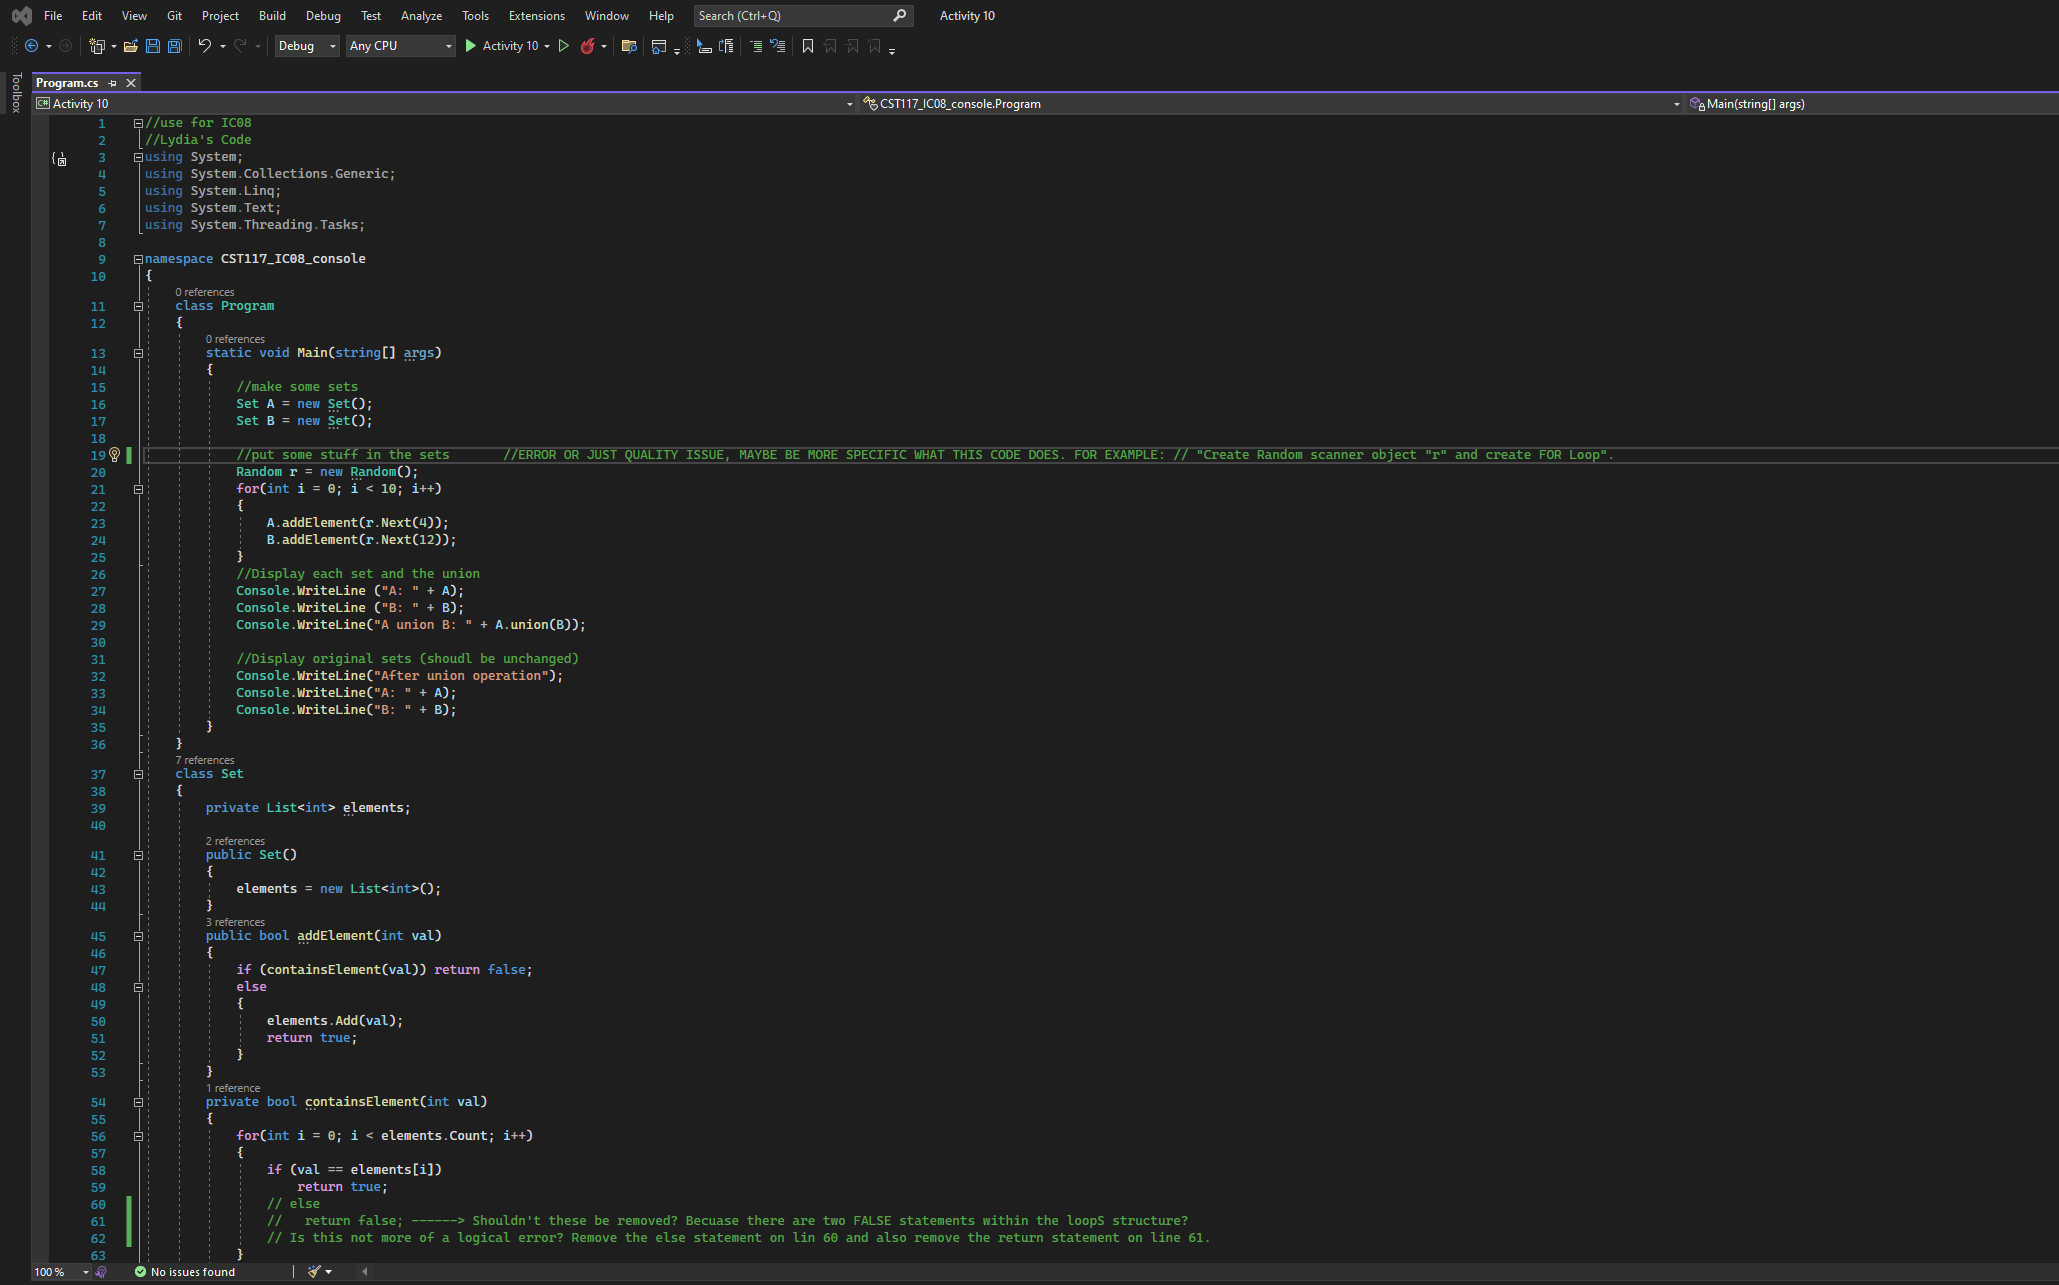 File Edit View Git Project Build Debug Test Analyze Tools Extensions Window Help Search (Ctrl+Q) Activity 10
Debug Any CPU Activity 10
Toolbox
Program.cs
C# Activity 10 CST117_IC08_console.Program Main(string[] args)
1 //use for IC08
2 //Lydia's Code
3 using System;
4 using System.Collections.Generic;
5 using System.Linq;
6 using System.Text;
7 using System.Threading.Tasks;
8
9 namespace CST117_IC08_console
10 {
0 references
11 class Program
12 {
0 references
13 static void Main(string[] args)
14 {
15 //make some sets
16 Set A = new Set();
17 Set B = new Set();
18
19 //put some stuff in the sets //ERROR OR JUST QUALITY ISSUE, MAYBE BE MORE SPECIFIC WHAT THIS CODE DOES. FOR EXAMPLE: // "Create Random scanner object "r" and create FOR Loop".
20 Random r = new Random();
21 for(int i = 0; i < 10; i++)
22 {
23 A.addElement(r.Next(4));
24 B.addElement(r.Next(12));
25 }
26 //Display each set and the union
27 Console.WriteLine ("A: " + A);
28 Console.WriteLine ("B: " + B);
29 Console.WriteLine("A union B: " + A.union(B));
30
31 //Display original sets (shoudl be unchanged)
32 Console.WriteLine("After union operation");
33 Console.WriteLine("A: " + A);
34 Console.WriteLine("B: " + B);
35 }
36 }
7 references
37 class Set
38 {
39 private List<int> elements;
40
2 references
41 public Set()
42 {
43 elements = new List<int>();
44 }
3 references
45 public bool addElement(int val)
46 {
47 if (containsElement(val)) return false;
48 else
49 {
50 elements.Add(val);
51 return true;
52 }
53 }
1 reference
54 private bool containsElement(int val)
55 {
56 for(int i = 0; i < elements.Count; i++)
57 {
58 if (val == elements[i])
59 return true;
60 // else
61 // return false; ------> Shouldn't these be removed? Becuase there are two FALSE statements within the loopS structure?
62 // Is this not more of a logical error? Remove the else statement on lin 60 and also remove the return statement on line 61.
63 }
100 % No issues found